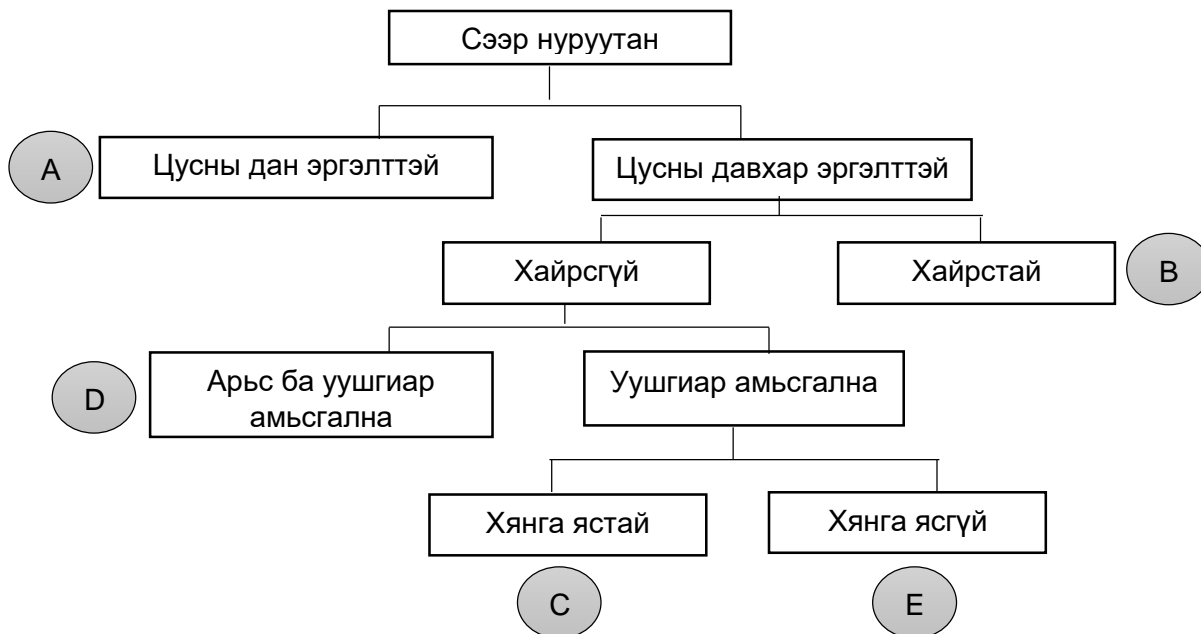 Сээр нуруутан
A
Цусны дан эргэлттэй
Цусны давхар эргэлттэй
Хайрсгүй
Хайрстай
B
D
Арьс ба уушгиар
амьсгална
Уушгиар амьсгална
Хянга ястай
Хянга ясгүй
C
E